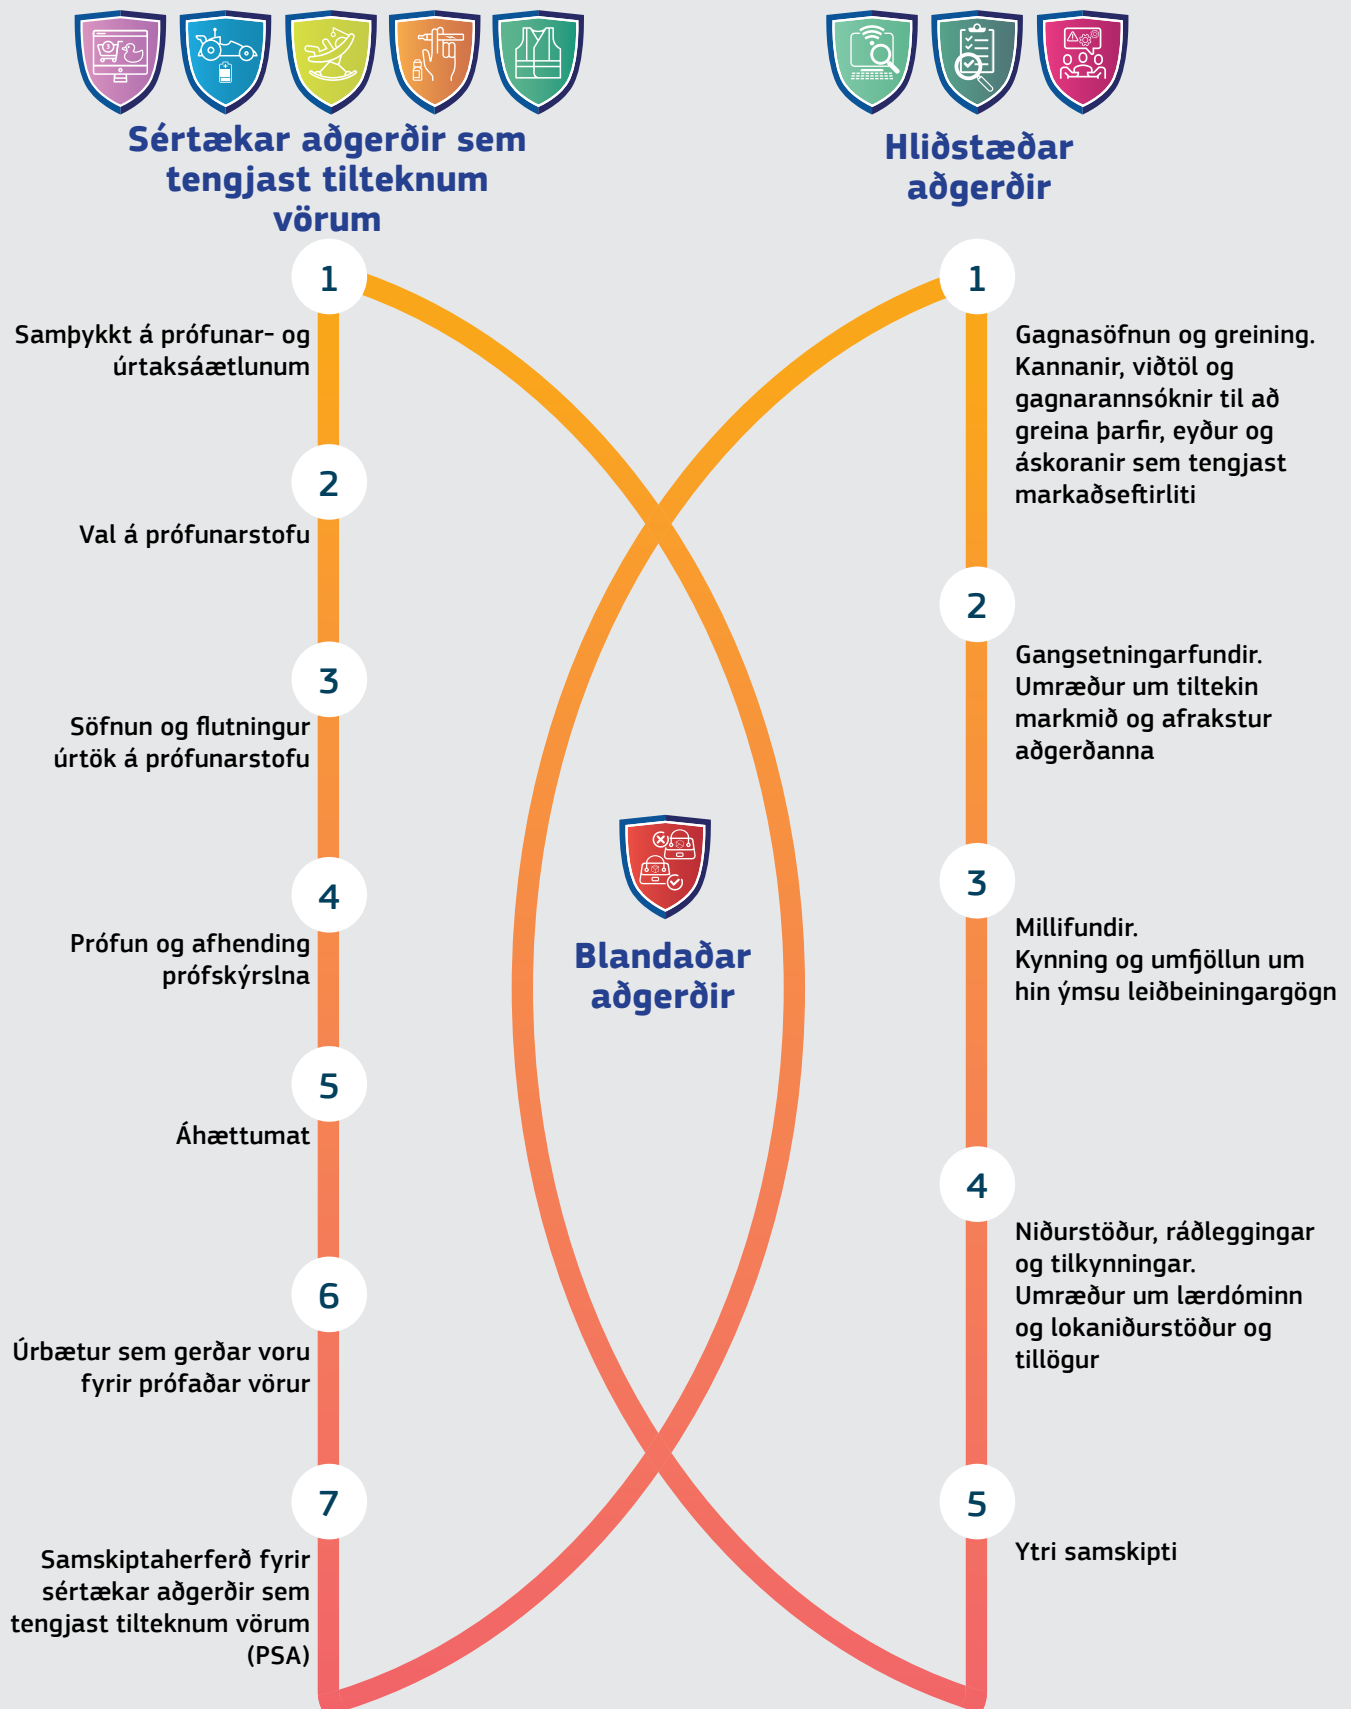 Sértækar aðgerðir sem
tengjast tilteknum
vörum
1
Samþykkt á prófunar- og
úrtaksáætlunum
2
Val á prófunarstofu
3
Söfnun og flutningur
úrtök á prófunarstofu
4
Prófun og afhending
prófskýrslna
5
Áhættumat
6
Úrbætur sem gerðar voru
fyrir prófaðar vörur
7
Samskiptaherferð fyrir
sértækar aðgerðir sem
tengjast tilteknum vörum
(PSA)
Blandaðar
aðgerðir
Hliðstæðar
aðgerðir
1
Gagnasöfnun og greining.
Kannanir, viðtöl og
gagnarannsóknir til að
greina þarfir, eyður og
áskoranir sem tengjast
markaðseftirliti
2
Gangsetningarfundir.
Umræður um tiltekin
markmið og afrakstur
aðgerðanna
3
Millifundir.
Kynning og umfjöllun um
hin ýmsu leiðbeiningargögn
4
Niðurstöður, ráðleggingar
og tilkynningar.
Umræður um lærdóminn
og lokaniðurstöður og
tillögur
5
Ytri samskipti